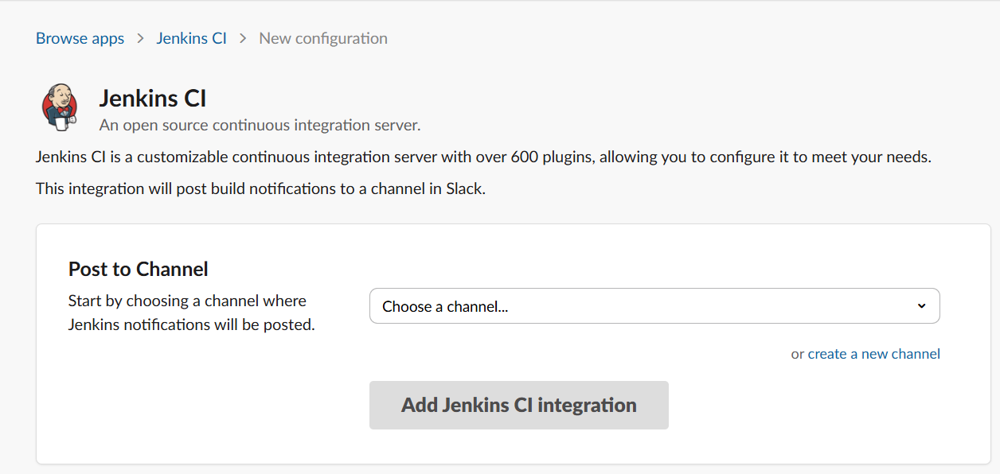 Browse apps > Jenkins CI > New configuration
Jenkins CI
An open source continuous integration server.
Jenkins CI is a customizable continuous integration server with over 600 plugins, allowing you to configure it to meet your needs.
This integration will post build notifications to a channel in Slack.
Post to Channel
Start by choosing a channel where
Jenkins notifications will be posted.
Choose a channel...
or create a new channel
Add Jenkins CI integration